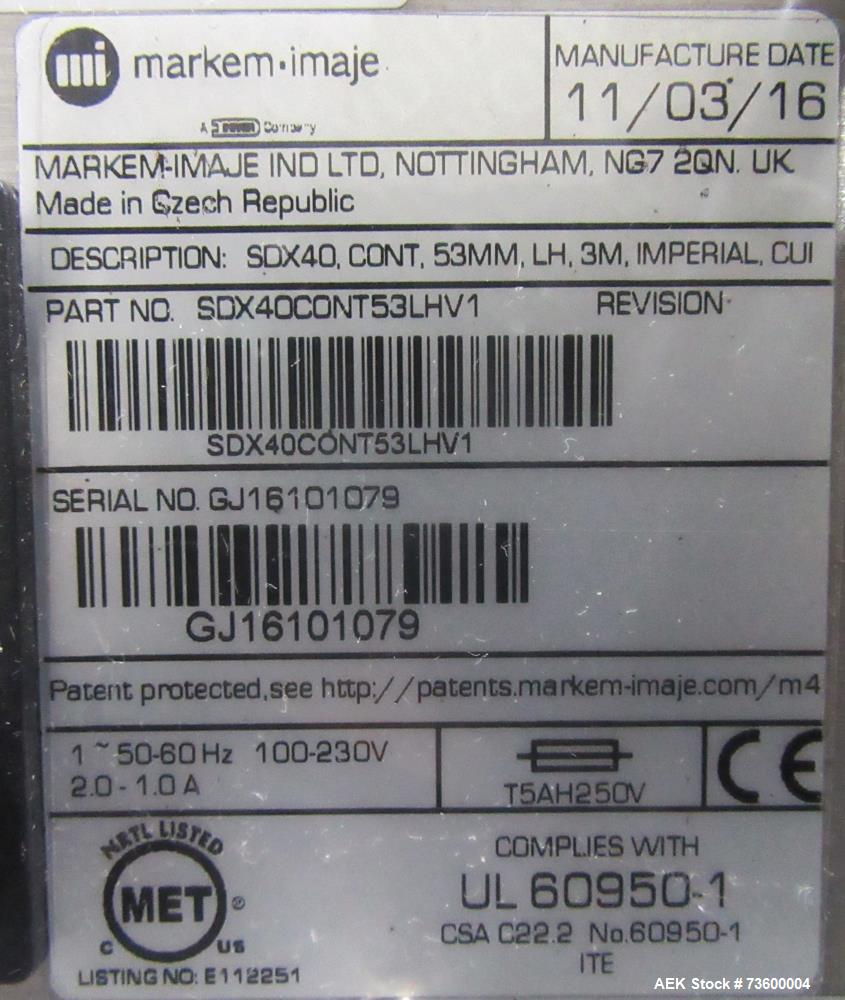 mi markem·imaje
A DOVER Company
MANUFACTURE DATE
11/03/16
MARKEM-IMAJE IND LTD, NOTTINGHAM, NG7 2QN. UK
Made in Czech Republic
DESCRIPTION: SDX40, CONT, 53MM, LH, 3M, IMPERIAL, CUI
PART NO. SDX40CONT53LHV1 REVISION
SDX40CONT53LHV1
SERIAL NO. GJ16101079
GJ16101079
Patent protected,see http://patents.markem-imaje.com/m4
1 ~ 50-60 Hz 100-230V
2.0 - 1.0 A
T5AH250V
CE
NRTL LISTED
MET ®
C US
LISTING NO: E112251
COMPLIES WITH
UL 60950-1
CSA C22.2 No.60950-1
ITE
AEK Stock # 73600004